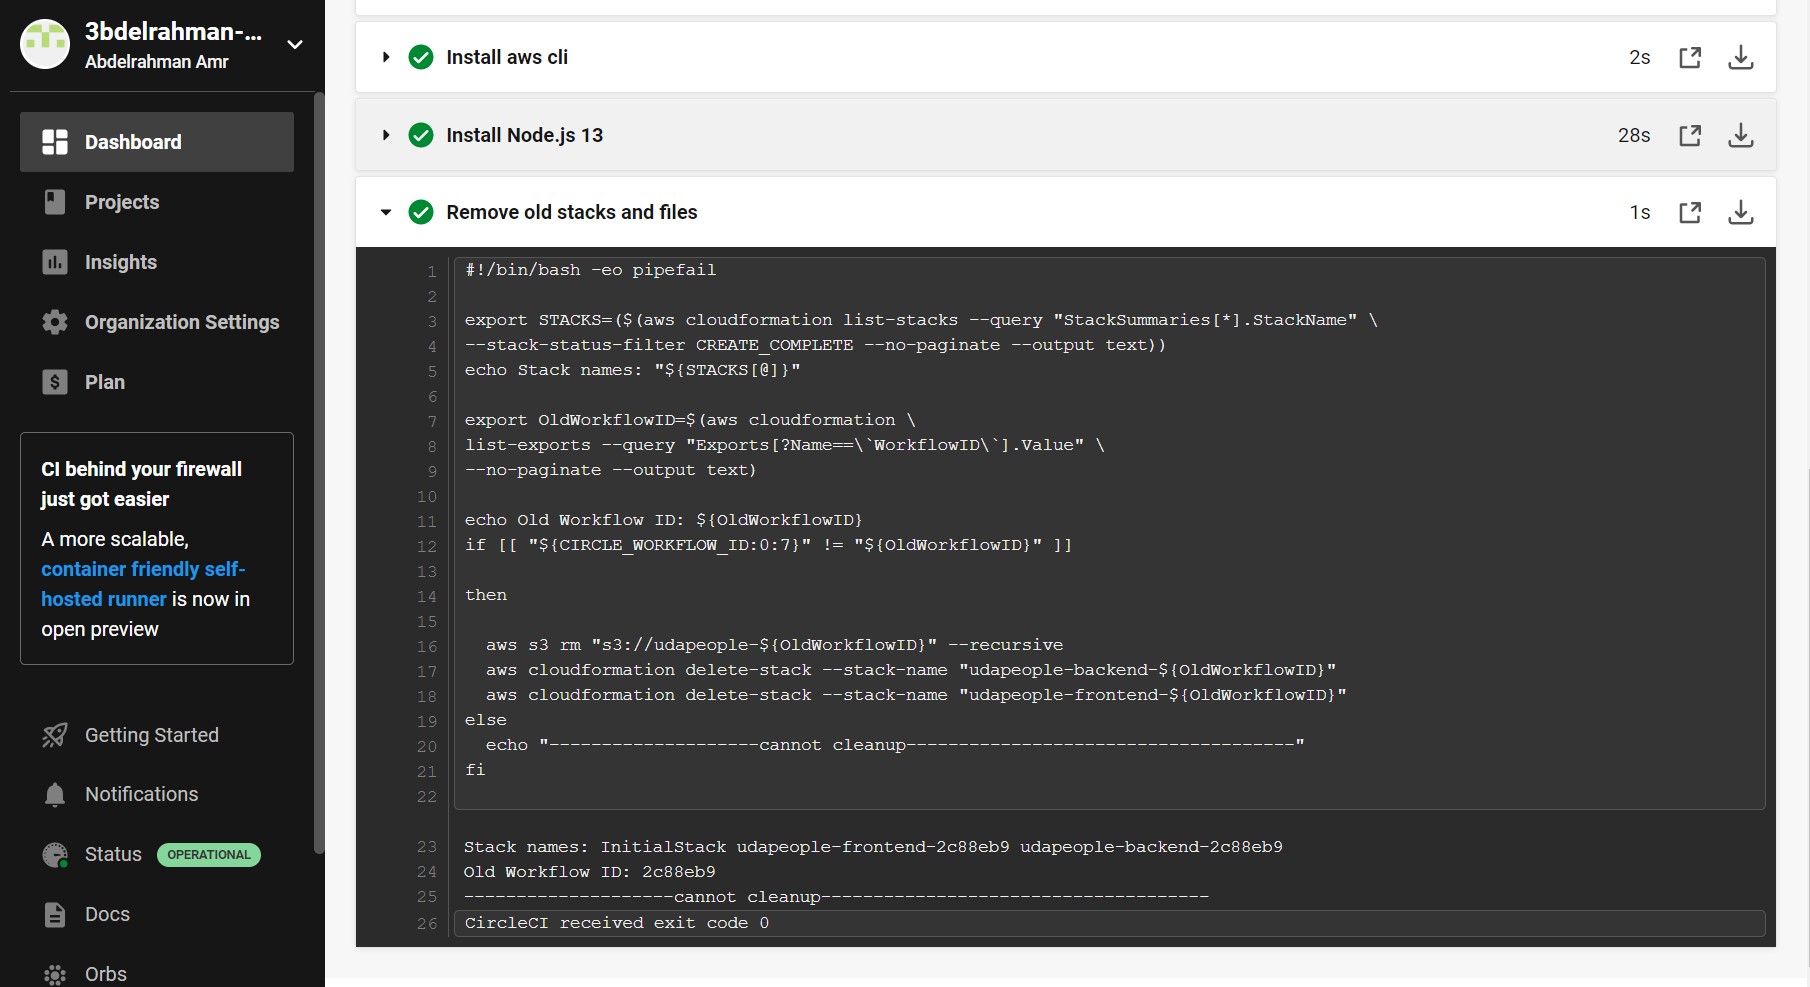 3bdelrahman-...
Abdelrahman Amr
Dashboard
Projects
Insights
Organization Settings
Plan
CI behind your firewall
just got easier
A more scalable,
container friendly self-
hosted runner is now in
open preview
Getting Started
Notifications
Status OPERATIONAL
Docs
Orbs
Install aws cli 2s
Install Node.js 13 28s
Remove old stacks and files 1s
1 #!/bin/bash -eo pipefail
2
3 export STACKS=($(aws cloudformation list-stacks --query "StackSummaries[*].StackName" \
4 --stack-status-filter CREATE_COMPLETE --no-paginate --output text))
5 echo Stack names: "${STACKS[@]}"
6
7 export OldWorkflowID=$(aws cloudformation \
8 list-exports --query "Exports[?Name==\`WorkflowID\`].Value" \
9 --no-paginate --output text)
10
11 echo Old Workflow ID: ${OldWorkflowID}
12 if [[ "${CIRCLE_WORKFLOW_ID:0:7}" != "${OldWorkflowID}" ]]
13
14 then
15
16   aws s3 rm "s3://udapeople-${OldWorkflowID}" --recursive
17   aws cloudformation delete-stack --stack-name "udapeople-backend-${OldWorkflowID}"
18   aws cloudformation delete-stack --stack-name "udapeople-frontend-${OldWorkflowID}"
19 else
20   echo "--------------------cannot cleanup-------------------------------------"
21 fi
22
23 Stack names: InitialStack udapeople-frontend-2c88eb9 udapeople-backend-2c88eb9
24 Old Workflow ID: 2c88eb9
25 --------------------cannot cleanup-------------------------------------
26 CircleCI received exit code 0